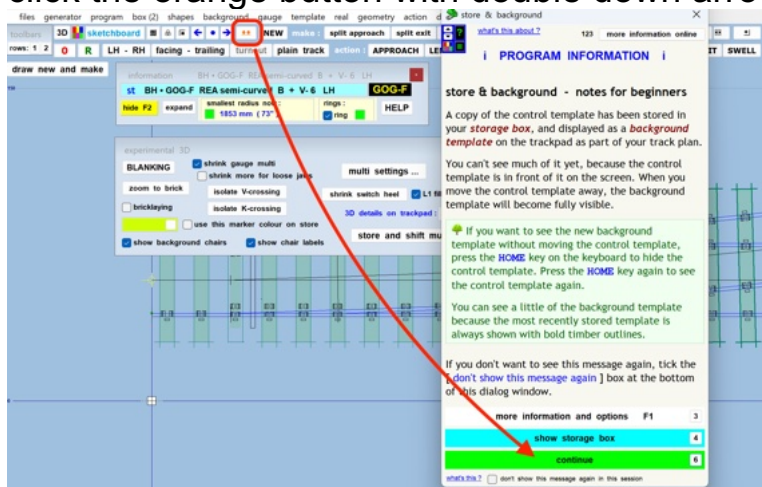 click the orange button with double down arro
files generator program box (2) shapes background gauge template real geometry action d
store & background
toolbars 3D sketchboard NEW make : split approach split exit
what's this about ?
123 more information online
rows: 1 2 0 R LH - RH facing - trailing turnout plain track action : APPROACH LE
IT SWELL
i PROGRAM INFORMATION i
draw new and make
information BH • GOG-F REA semi-curved B + V- 6 LH
st BH • GOG-F REA semi-curved B + V- 6 LH GOG-F
hide F2 expand smallest radius now : 1853 mm ( 73" ) rings : ring HELP
store & background - notes for beginners
A copy of the control template has been stored in
your storage box, and displayed as a background
template on the trackpad as part of your track plan.
You can't see much of it yet, because the control
template is in front of it on the screen. When you
move the control template away, the background
template will become fully visible.
If you want to see the new background
template without moving the control template,
press the HOME key on the keyboard to hide the
control template. Press the HOME key again to see
the control template again.
You can see a little of the background template
because the most recently stored template is
always shown with bold timber outlines.
If you don't want to see this message again, tick the
[ don't show this message again ] box at the bottom
of this dialog window.
more information and options F1 3
show storage box 4
continue 6
what's this ? don't show this message again in this session
experimental 3D
BLANKING shrink gauge multi
shrink more for loose jaws
multi settings ...
zoom to brick isolate V-crossing shrink switch heel
bricklaying isolate K-crossing 3D details on trackpad :
use this marker colour on store
store and shift mu
show background chairs show chair labels